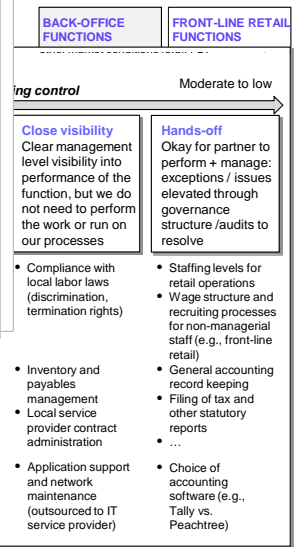 BACK-OFFICE
FUNCTIONS
FRONT-LINE RETAIL
FUNCTIONS
Moderate to low
ing control
Close visibility
Clear management
level visibility into
performance of the
function, but we do
not need to perform
the work or run on
our processes
Hands-off
Okay for partner to
perform + manage:
exceptions / issues
elevated through
governance
structure /audits to
resolve
• Compliance with
local labor laws
(discrimination,
termination rights)
• Staffing levels for
retail operations
• Wage structure and
recruiting processes
for non-managerial
staff (e.g., front-line
retail)
• Inventory and
payables
management
• Local service
provider contract
administration
• General accounting
record keeping
• Filing of tax and
other statutory
reports
• …
• Application support
and network
maintenance
(outsourced to IT
service provider)
• Choice of
accounting
software (e.g.,
Tally vs.
Peachtree)